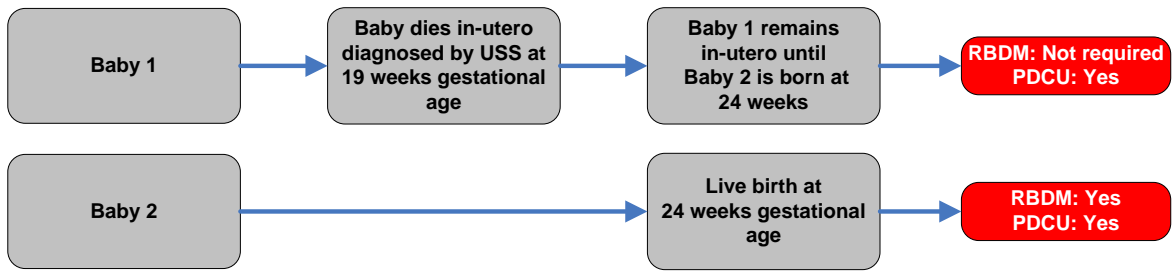 Baby 1
Baby dies in-utero
diagnosed by USS at
19 weeks gestational
age
Baby 1 remains
in-utero until
Baby 2 is born at
24 weeks
RBDM: Not required
PDCU: Yes
Baby 2
Live birth at
24 weeks gestational
age
RBDM: Yes
PDCU: Yes